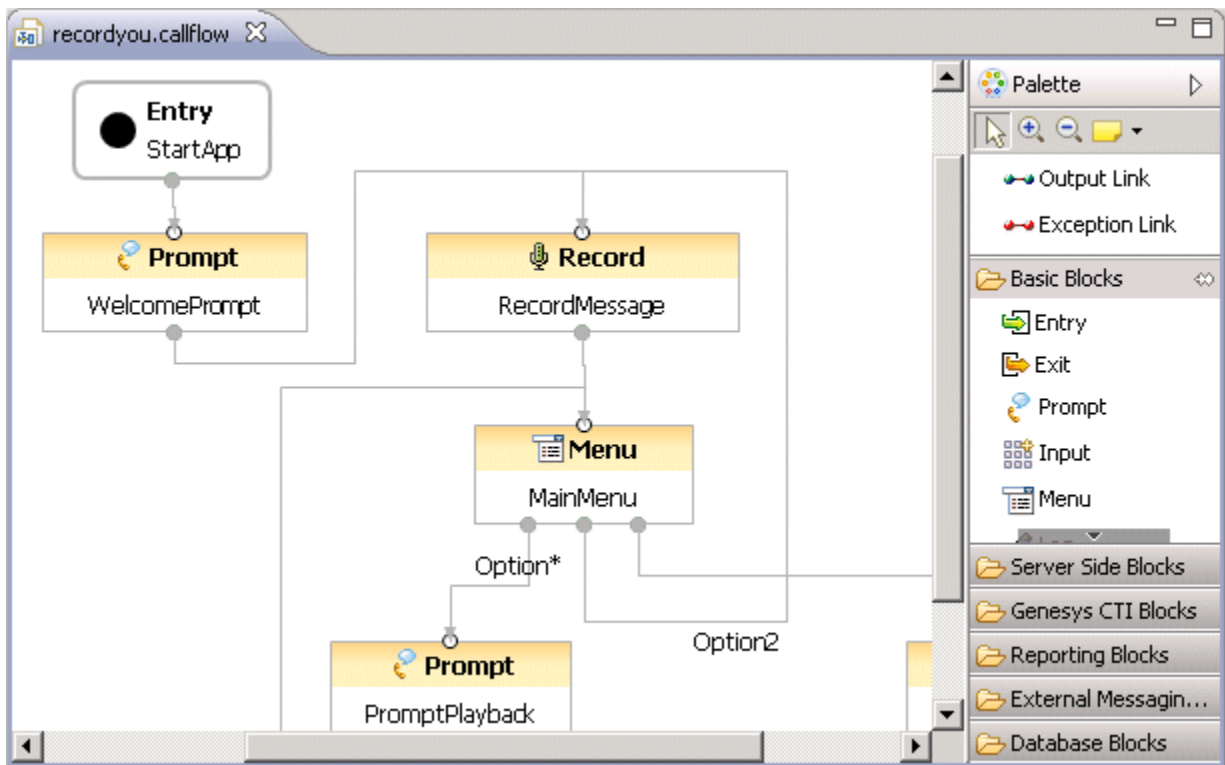 recordyou.callflow
Entry
StartApp
Prompt
WelcomePrompt
Record
RecordMessage
Menu
MainMenu
Option*
Option2
Prompt
PromptPlayback
Palette
Output Link
Exception Link
Basic Blocks
Entry
Exit
Prompt
Input
Menu
Server Side Blocks
Genesys CTI Blocks
Reporting Blocks
External Messagin...
Database Blocks